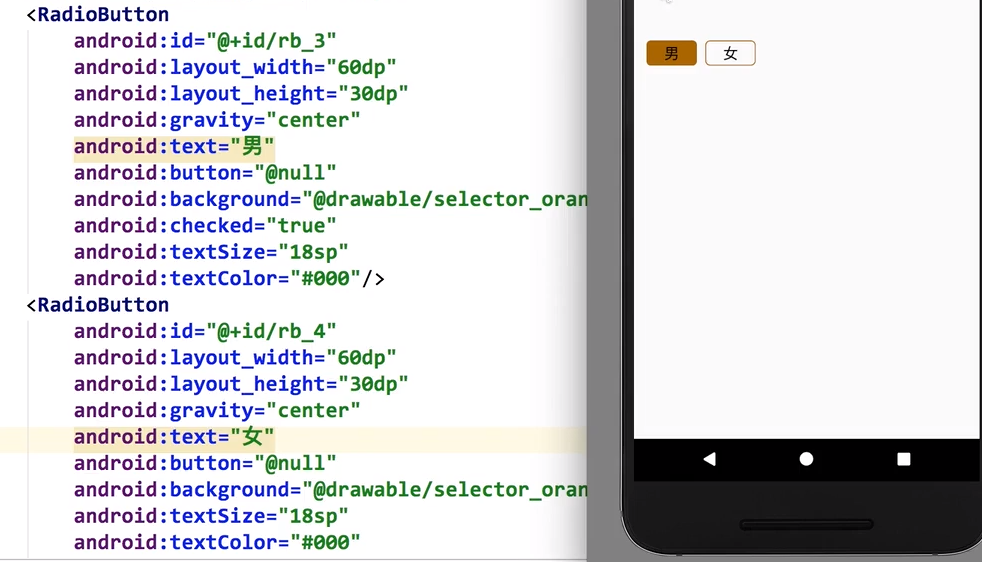 <RadioButton
android:id="@+id/rb_3"
android:layout_width="60dp"
android:layout_height="30dp"
android:gravity="center"
android:text="男"
android:button="@null"
android:background="@drawable/selector_oran
android:checked="true"
android:textSize="18sp"
android:textColor="#000"/>
<RadioButton
android:id="@+id/rb_4"
android:layout_width="60dp"
android:layout_height="30dp"
android:gravity="center"
android:text="女"
android:button="@null"
android:background="@drawable/selector_oran
android:textSize="18sp"
android:textColor="#000"
男 女